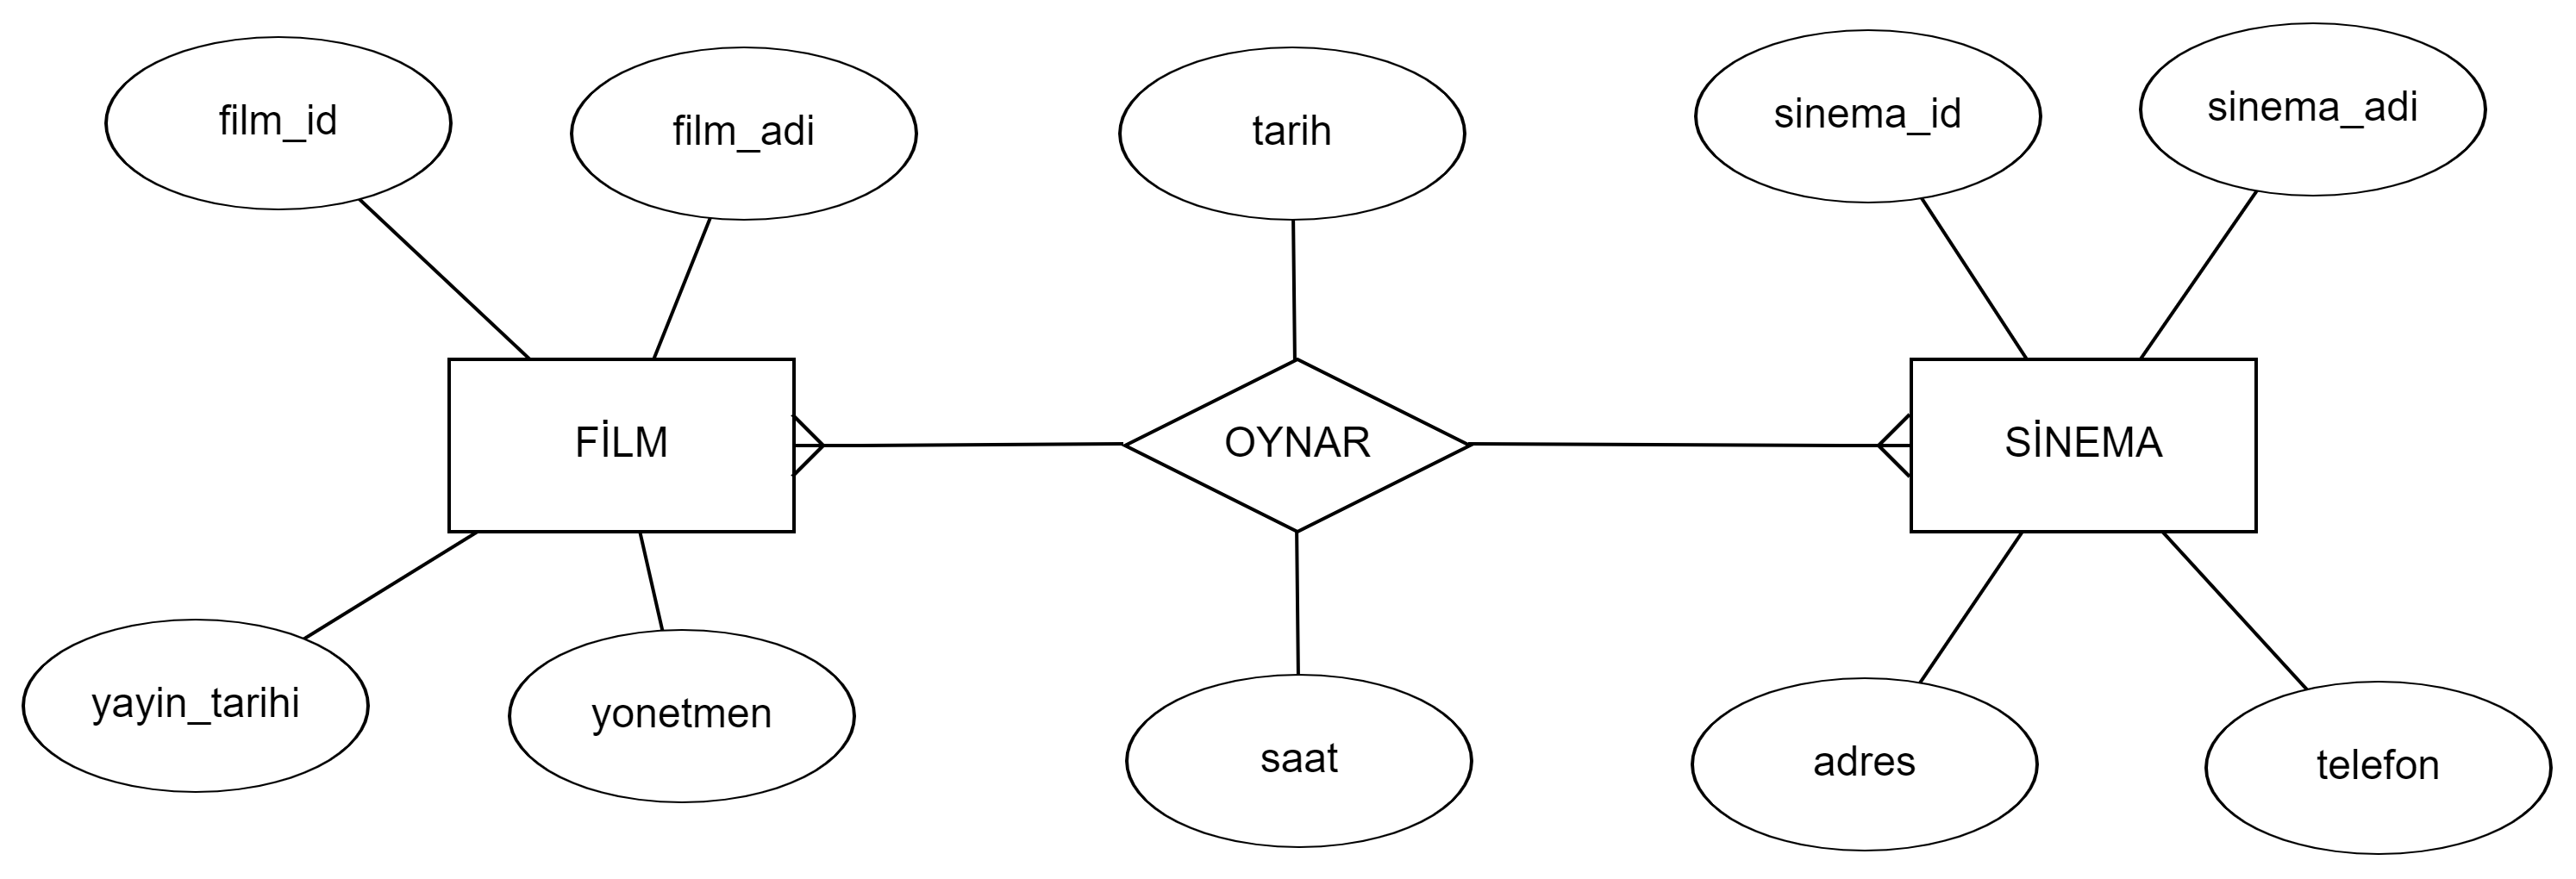 film_id
film_adi
tarih
sinema_id
sinema_adi
FİLM
OYNAR
SİNEMA
yayin_tarihi
yonetmen
saat
adres
telefon